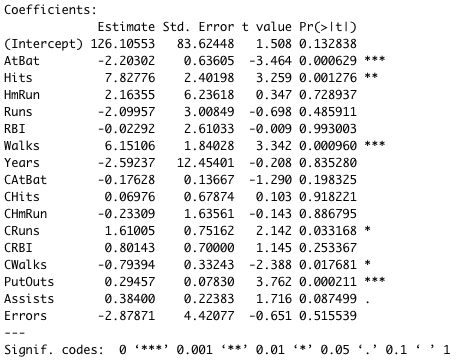 Coefficients:
Estimate Std. Error t value Pr(>|t|)
(Intercept) 126.10553 83.62448 1.508 0.132838
AtBat -2.20302 0.63605 -3.464 0.000629 ***
Hits 7.82776 2.40198 3.259 0.001276 **
HmRun 2.16355 6.23618 0.347 0.728937
Runs -2.09957 3.00849 -0.698 0.485911
RBI -0.02292 2.61033 -0.009 0.993003
Walks 6.15106 1.84028 3.342 0.000960 ***
Years -2.59237 12.45401 -0.208 0.835280
CAtBat -0.17628 0.13667 -1.290 0.198325
CHits 0.06976 0.67874 0.103 0.918221
CHmRun -0.23309 1.63561 -0.143 0.886795
CRuns 1.61005 0.75162 2.142 0.033168 *
CRBI 0.80143 0.70000 1.145 0.253367
CWalks -0.79394 0.33243 -2.388 0.017681 *
PutOuts 0.29457 0.07830 3.762 0.000211 ***
Assists 0.38400 0.22383 1.716 0.087499 .
Errors -2.87871 4.42077 -0.651 0.515539
---
Signif. codes: 0 ‘***’ 0.001 ‘**’ 0.01 ‘*’ 0.05 ‘.’ 0.1 ‘ ’ 1